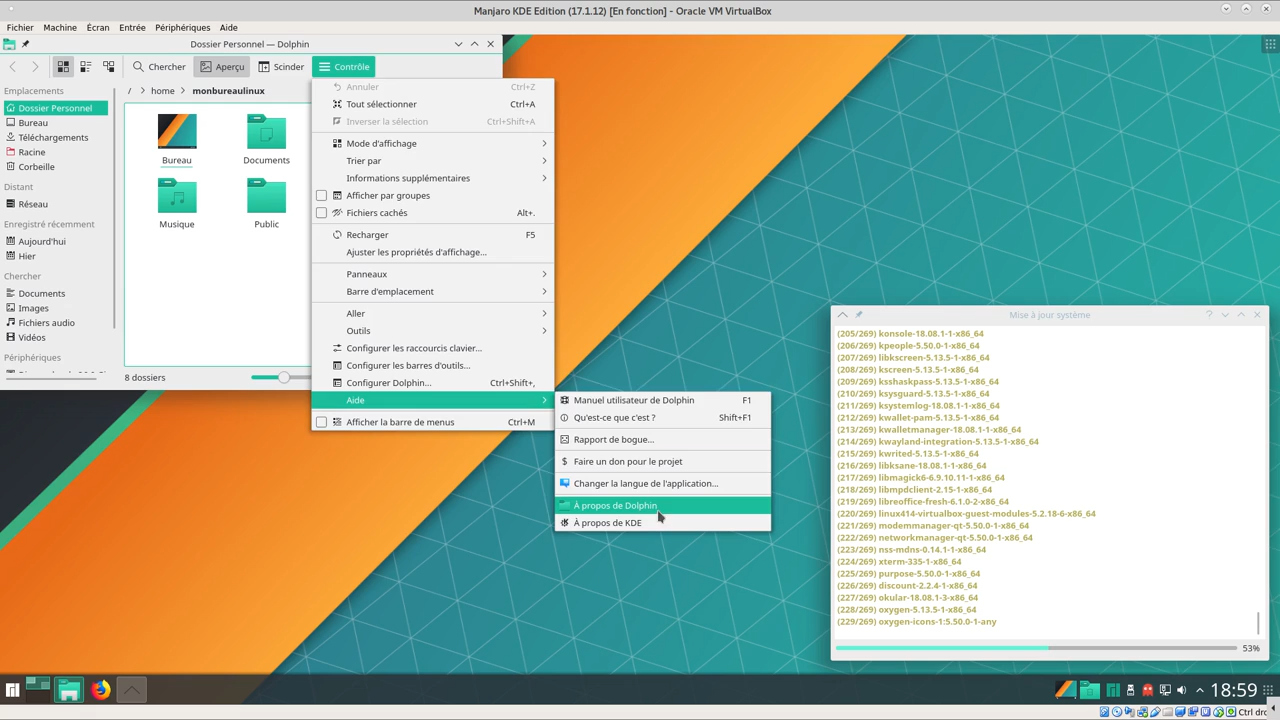 Manjaro KDE Edition (17.1.12) [En fonction] - Oracle VM VirtualBox
Fichier Machine Écran Entrée Périphériques Aide
Dossier Personnel — Dolphin
Chercher Aperçu Scinder Contrôle
Emplacements
Dossier Personnel
Bureau
Téléchargements
Racine
Corbeille
Distant
Réseau
Enregistré récemment
Aujourd'hui
Hier
Chercher
Documents
Images
Fichiers audio
Vidéos
Périphériques
/ > home > monbureaulinux
Bureau
Documents
Musique
Public
8 dossiers
Annuler Ctrl+Z
Tout sélectionner Ctrl+A
Inverser la sélection Ctrl+Shift+A
Mode d'affichage
Trier par
Informations supplémentaires
Afficher par groupes
Fichiers cachés Alt+.
Recharger F5
Ajuster les propriétés d'affichage...
Panneaux
Barre d'emplacement
Aller
Outils
Configurer les raccourcis clavier...
Configurer les barres d'outils...
Configurer Dolphin... Ctrl+Shift+,
Aide
Afficher la barre de menus Ctrl+M
Manuel utilisateur de Dolphin F1
Qu'est-ce que c'est ? Shift+F1
Rapport de bogue...
Faire un don pour le projet
Changer la langue de l'application...
À propos de Dolphin
À propos de KDE
Mise à jour système
(205/269) konsole-18.08.1-1-x86_64
(206/269) kpeople-5.50.0-1-x86_64
(207/269) libkscreen-5.13.5-1-x86_64
(208/269) kscreen-5.13.5-1-x86_64
(209/269) ksshaskpass-5.13.5-1-x86_64
(210/269) ksysguard-5.13.5-1-x86_64
(211/269) ksystemlog-18.08.1-1-x86_64
(212/269) kwallet-pam-5.13.5-1-x86_64
(213/269) kwalletmanager-18.08.1-1-x86_64
(214/269) kwayland-integration-5.13.5-1-x86_64
(215/269) kwrited-5.13.5-1-x86_64
(216/269) libksane-18.08.1-1-x86_64
(217/269) libmagick6-6.9.10.11-1-x86_64
(218/269) libmpdclient-2.15-1-x86_64
(219/269) libreoffice-fresh-6.1.0-2-x86_64
(220/269) linux414-virtualbox-guest-modules-5.2.18-6-x86_64
(221/269) modemmanager-qt-5.50.0-1-x86_64
(222/269) networkmanager-qt-5.50.0-1-x86_64
(223/269) nss-mdns-0.14.1-1-x86_64
(224/269) xterm-335-1-x86_64
(225/269) purpose-5.50.0-1-x86_64
(226/269) discount-2.2.4-1-x86_64
(227/269) okular-18.08.1-3-x86_64
(228/269) oxygen-5.13.5-1-x86_64
(229/269) oxygen-icons-1:5.50.0-1-any
53%
18:59
Ctrl dro